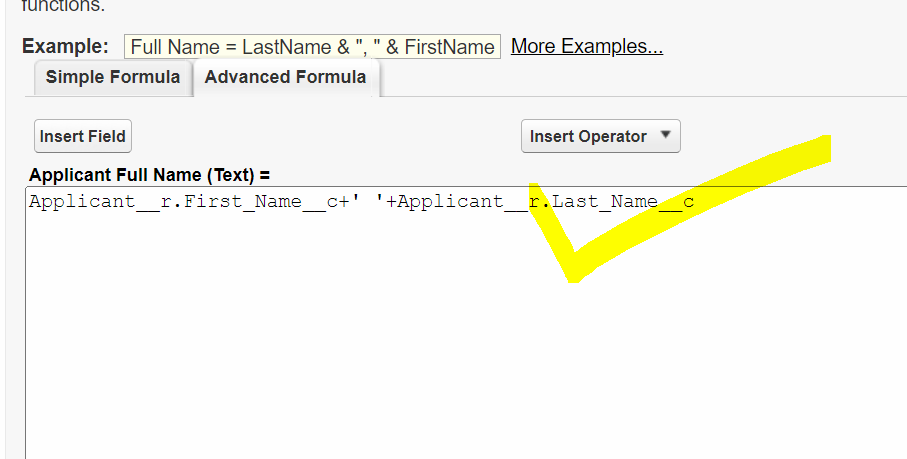 functions.
Example: Full Name = LastName & ", " & FirstName More Examples...
Simple Formula Advanced Formula
Insert Field Insert Operator
Applicant Full Name (Text) =
Applicant__r.First_Name__c+' '+Applicant__r.Last_Name__c